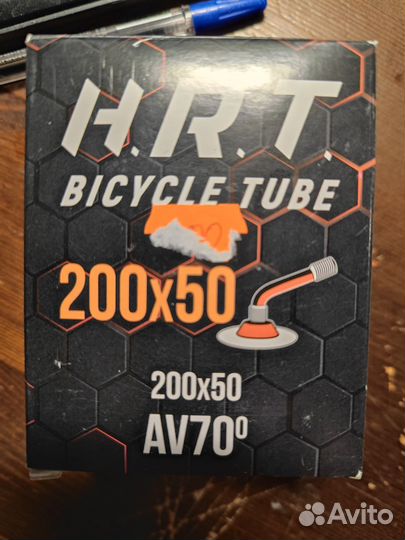 H.R.T.
BICYCLE TUBE
200x50
200x50
AV70⁰
Avito